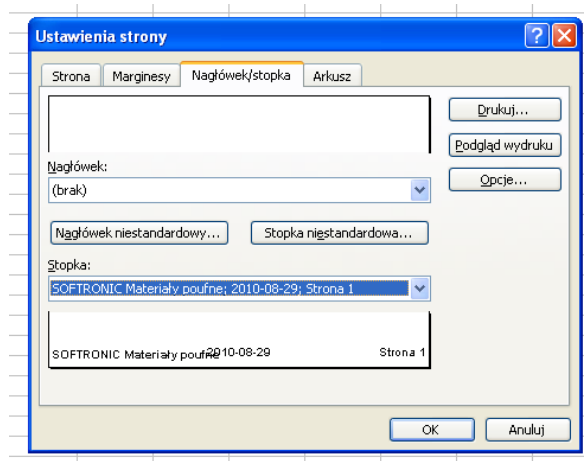 Ustawienia strony
Strona
Marginesy
Nagłówek/stopka
Arkusz
Drukuj...
Podgląd wydruku
Opcje...
Nagłówek:
(brak)
Nagłówek niestandardowy...
Stopka niestandardowa...
Stopka:
SOFTRONIC Materiały poufne; 2010-08-29; Strona 1
SOFTRONIC Materiały poufne 2010-08-29 Strona 1
OK
Anuluj